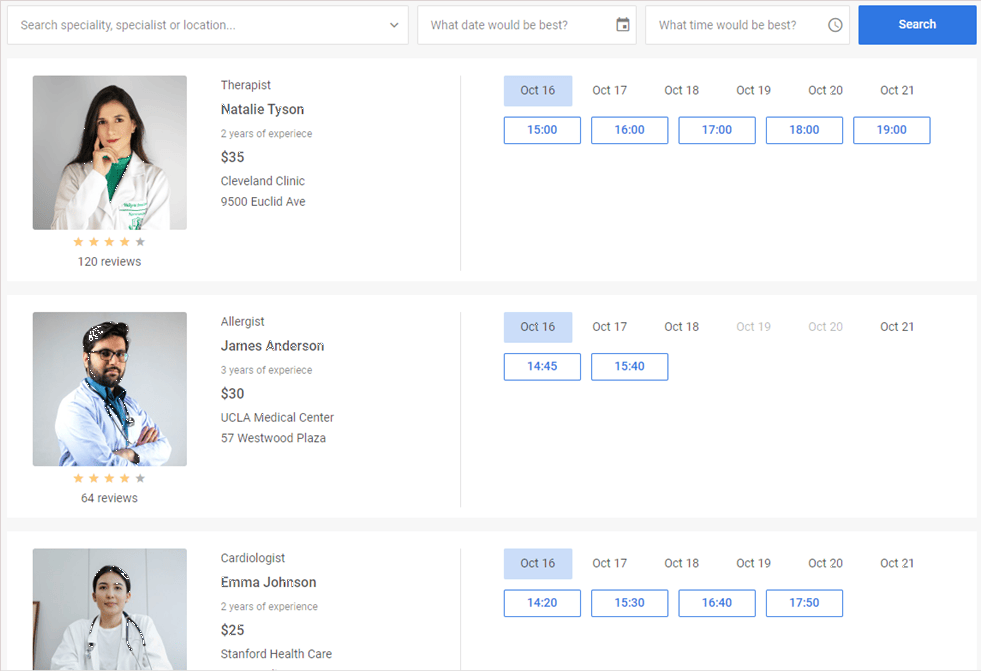 Search speciality, specialist or location...
What date would be best?
What time would be best?
Search
Therapist
Natalie Tyson
2 years of experiece
$35
Cleveland Clinic
9500 Euclid Ave
120 reviews
Oct 16 Oct 17 Oct 18 Oct 19 Oct 20 Oct 21
15:00 16:00 17:00 18:00 19:00
Allergist
James Anderson
3 years of experiece
$30
UCLA Medical Center
57 Westwood Plaza
64 reviews
Oct 16 Oct 17 Oct 18 Oct 19 Oct 20 Oct 21
14:45 15:40
Cardiologist
Emma Johnson
2 years of experience
$25
Stanford Health Care
Oct 16 Oct 17 Oct 18 Oct 19 Oct 20 Oct 21
14:20 15:30 16:40 17:50